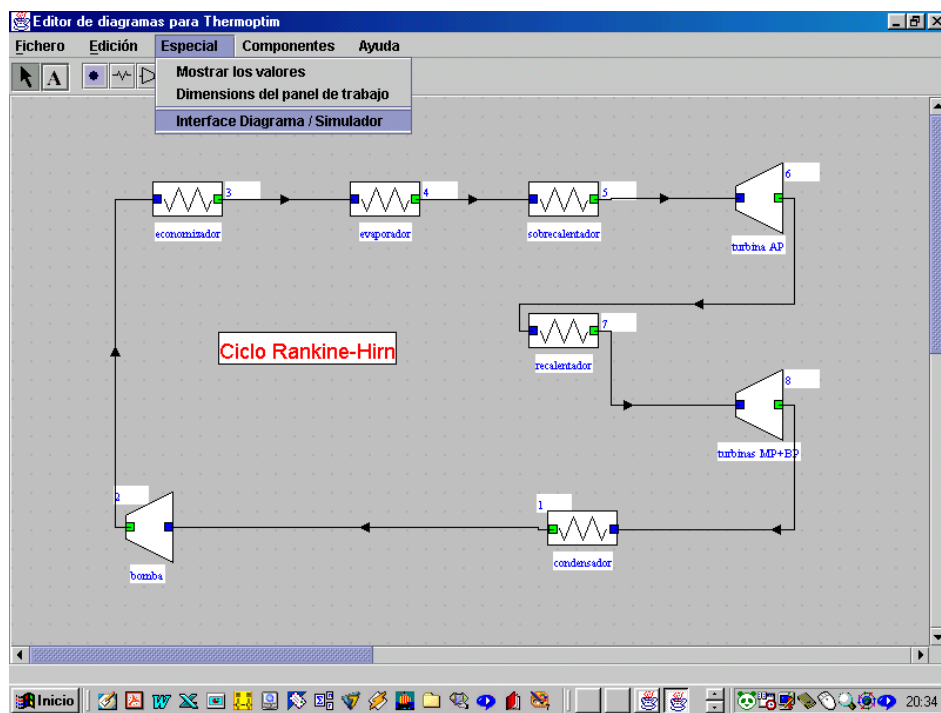 Editor de diagramas para Thermoptim
Fichero Edición Especial Componentes Ayuda
A
Mostrar los valores
Dimensions del panel de trabajo
Interface Diagrama / Simulador
3 4 5 6
economizador evaporador sobrecalentador
turbina AP
7
Ciclo Rankine-Hirn
recalentador
8
turbinas MP+BP
2 1
condensador
bomba
Inicio 20:34